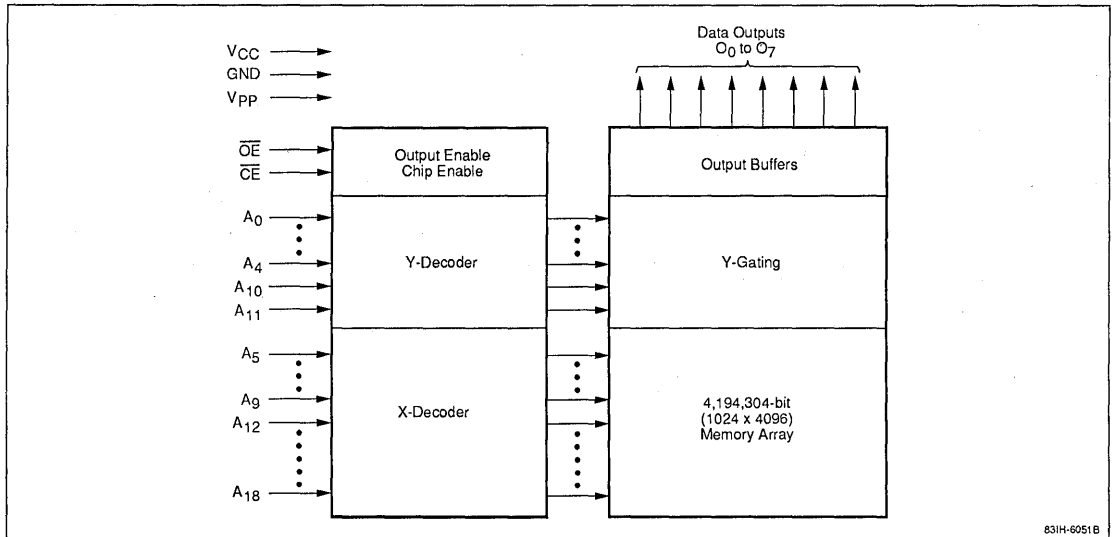 VCC
GND
VPP
OE
CE
A0
A4
A10
A11
A5
A9
A12
A18
Output Enable
Chip Enable
Y-Decoder
X-Decoder
Data Outputs
O0 to O7
Output Buffers
Y-Gating
4,194,304-bit
(1024 x 4096)
Memory Array
83IH-6051B